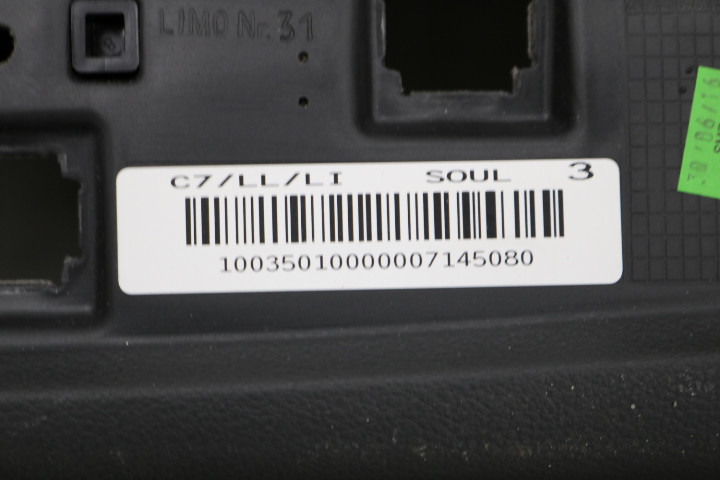 LIMO Nr. 31
C7/LL/LI SOUL 3
10035010000007145080